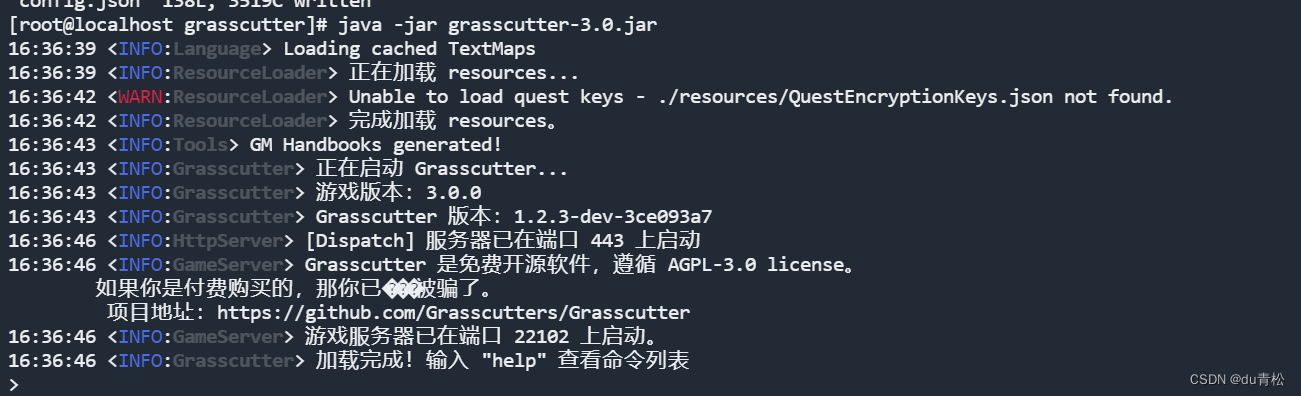 config.json" 138L, 3519C written
[root@localhost grasscutter]# java -jar grasscutter-3.0.jar
16:36:39 <INFO:Language> Loading cached TextMaps
16:36:39 <INFO:ResourceLoader> 正在加载 resources...
16:36:42 <WARN:ResourceLoader> Unable to load quest keys - ./resources/QuestEncryptionKeys.json not found.
16:36:42 <INFO:ResourceLoader> 完成加载 resources。
16:36:43 <INFO:Tools> GM Handbooks generated!
16:36:43 <INFO:Grasscutter> 正在启动 Grasscutter...
16:36:43 <INFO:Grasscutter> 游戏版本：3.0.0
16:36:43 <INFO:Grasscutter> Grasscutter 版本：1.2.3-dev-3ce093a7
16:36:46 <INFO:HttpServer> [Dispatch] 服务器已在端口 443 上启动
16:36:46 <INFO:GameServer> Grasscutter 是免费开源软件，遵循 AGPL-3.0 license。
如果你是付费购买的，那你已���被骗了。
项目地址：https://github.com/Grasscutters/Grasscutter
16:36:46 <INFO:GameServer> 游戏服务器已在端口 22102 上启动。
16:36:46 <INFO:Grasscutter> 加载完成！输入 "help" 查看命令列表
>
CSDN @du青松